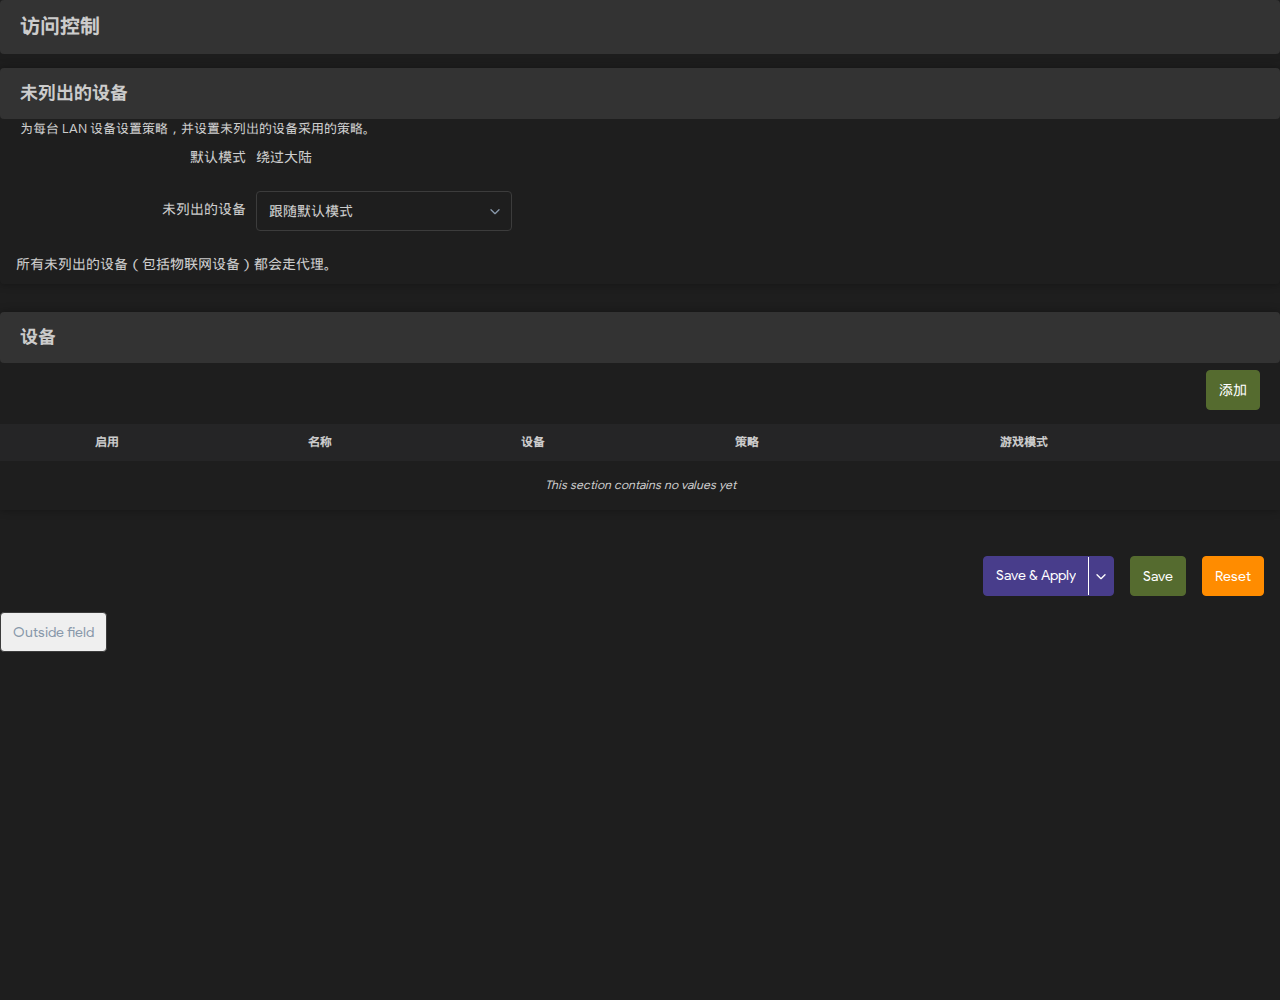 访问控制
未列出的设备
为每台 LAN 设备设置策略，并设置未列出的设备采用的策略。
默认模式 绕过大陆
未列出的设备 跟随默认模式
所有未列出的设备（包括物联网设备）都会走代理。
设备
添加
启用 名称 设备 策略 游戏模式
This section contains no values yet
Save & Apply Save Reset
Outside field